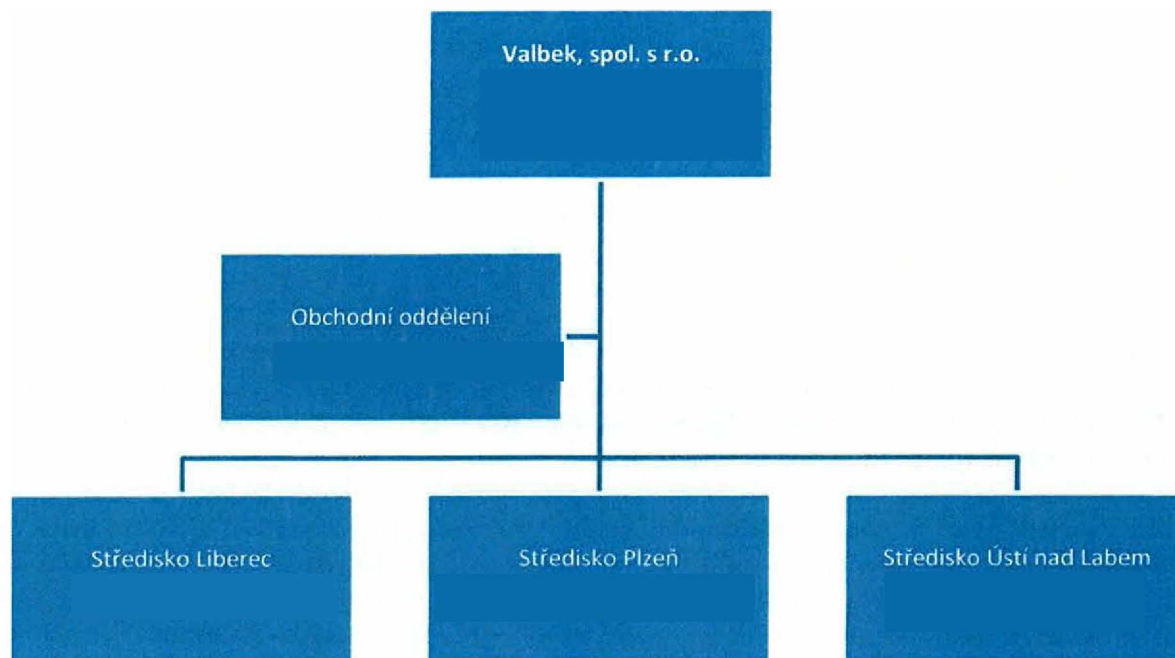 Valbek, spol. s r.o.
Obchodní oddělení
Středisko Liberec
Středisko Plzeň
Středisko Ústí nad Labem